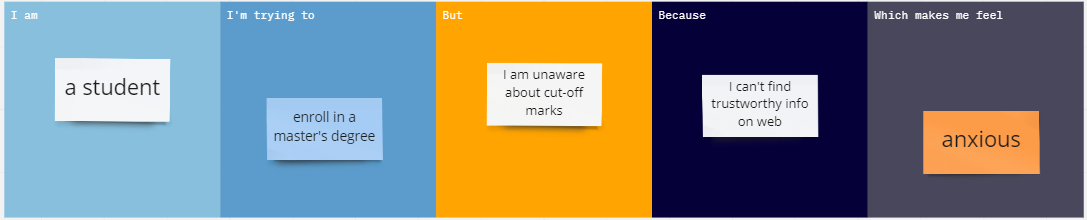 I am
a student
I'm trying to
enroll in a
master's degree
But
I am unaware
about cut-off
marks
Because
I can't find
trustworthy info
on web
Which makes me feel
anxious